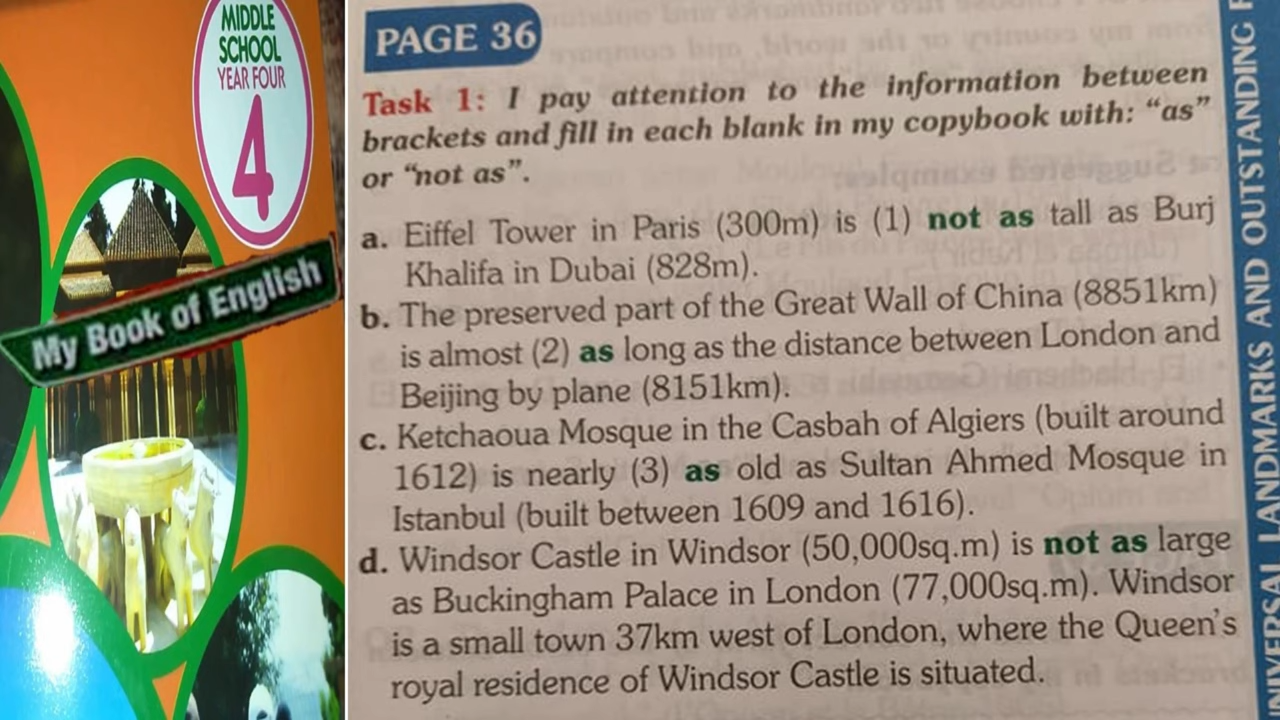 MIDDLE
SCHOOL
YEAR FOUR
4
My Book of English
PAGE 36
Task 1: I pay attention to the information between
brackets and fill in each blank in my copybook with: “as”
or “not as”.
a. Eiffel Tower in Paris (300m) is (1) not as tall as Burj
Khalifa in Dubai (828m).
b. The preserved part of the Great Wall of China (8851km)
is almost (2) as long as the distance between London and
Beijing by plane (8151km).
c. Ketchaoua Mosque in the Casbah of Algiers (built around
1612) is nearly (3) as old as Sultan Ahmed Mosque in
Istanbul (built between 1609 and 1616).
d. Windsor Castle in Windsor (50,000sq.m) is not as large
as Buckingham Palace in London (77,000sq.m). Windsor
is a small town 37km west of London, where the Queen’s
royal residence of Windsor Castle is situated.
LANDMARKS AND OUTSTANDING